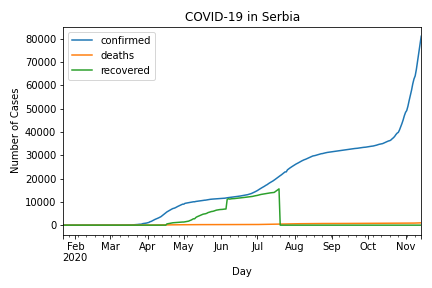 COVID-19 in Serbia
confirmed
deaths
recovered
Number of Cases
80000
70000
60000
50000
40000
30000
20000
10000
0
Feb Mar Apr May Jun Jul Aug Sep Oct Nov
2020
Day